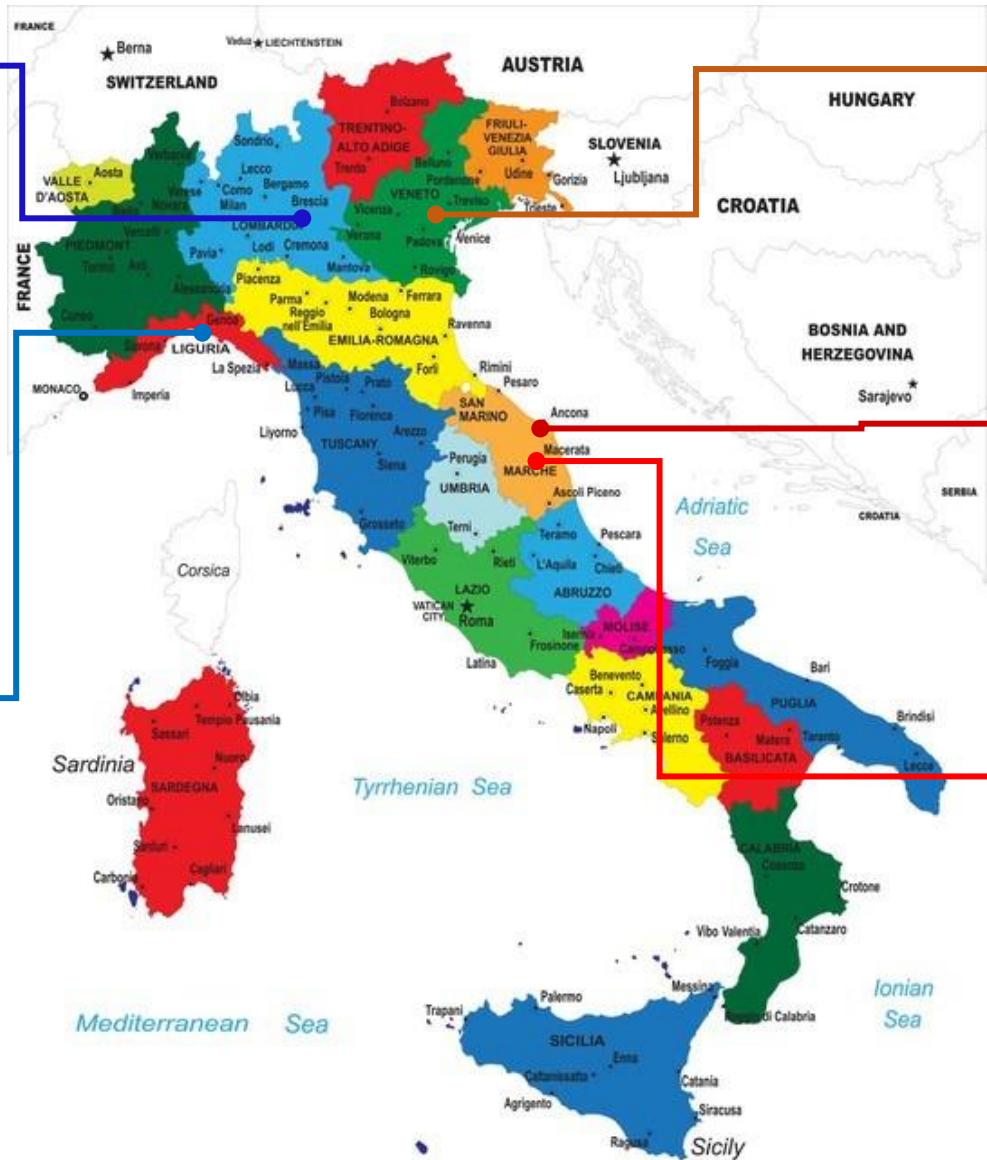 FRANCE
Berna
Vaduz
LIECHTENSTEIN
SWITZERLAND
AUSTRIA
HUNGARY
SLOVENIA
Ljubljana
CROATIA
BOSNIA AND
HERZEGOVINA
Sarajevo
SERBIA
CROATIA
FRANCE
MONACO
Corsica
Bolzano
TRENTINO-
ALTO ADIGE
Trento
FRIULI-
VENEZIA
GIULIA
Udine
Pordenone
Gorizia
Trieste
Belluno
VENETO
Treviso
Vicenza
Verona
Padova
Venice
Rovigo
Sondrio
Lecco
Como
Bergamo
Varese
Milan
Brescia
LOMBARDI
Pavia
Lodi
Cremona
Mantova
VALLE
D'AOSTA
Aosta
Verbania
Novara
Vercelli
PIEDMONT
Torino
Asti
Alessandria
Cuneo
Genoa
Savona
LIGURIA
La Spezia
Imperia
Piacenza
Parma
Reggio
nell'Emilia
Modena
Ferrara
Bologna
Ravenna
EMILIA-ROMAGNA
Forli
Rimini
Pesaro
SAN
MARINO
Ancona
Macerata
MARCHE
Ascoli Piceno
Massa
Lucca
Pistoia
Prato
Pisa
Florence
Liyorno
Arezzo
TUSCANY
Siena
Grosseto
Perugia
UMBRIA
Terni
Viterbo
Rieti
LAZIO
VATICAN
CITY
Roma
Frosinone
Latina
Teramo
Pescara
L'Aquila
Chieti
ABRUZZO
MOLISE
Isernia
Campobasso
Adriatic
Sea
Benevento
Caserta
CAMPANIA
Avellino
Napoli
Salerno
Foggia
Bari
PUGLIA
Brindisi
Taranto
Lecce
Potenza
Matera
BASILICATA
Olbia
Tempio Pausania
Sassari
Sardinia
Nuoro
SARDEGNA
Oristano
Lanusei
Sanluri
Carbonia
Cagliari
Tyrrhenian Sea
CALABRIA
Cosenza
Crotone
Catanzaro
Vibo Valentia
di Calabria
Ionian
Sea
Mediterranean Sea
Messina
Trapani
Palermo
SICILIA
Enna
Caltanissatta
Catania
Agrigento
Siracusa
Ragusa
Sicily